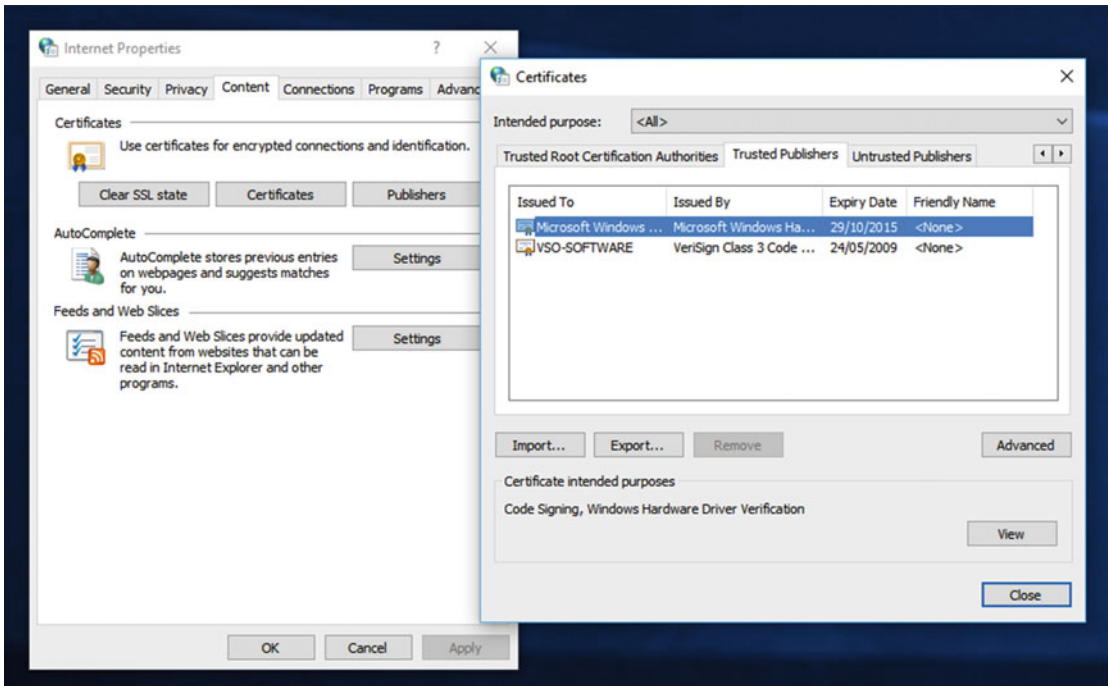 Internet Properties
?
General Security Privacy Content Connections Programs Advanc
Certificates
Use certificates for encrypted connections and identification.
Clear SSL state Certificates Publishers
AutoComplete
AutoComplete stores previous entries
on webpages and suggests matches
for you.
Settings
Feeds and Web Slices
Feeds and Web Slices provide updated
content from websites that can be
read in Internet Explorer and other
programs.
Settings
OK Cancel Apply
Certificates
Intended purpose: <All>
Trusted Root Certification Authorities Trusted Publishers Untrusted Publishers
Issued To Issued By Expiry Date Friendly Name
Microsoft Windows ... Microsoft Windows Ha... 29/10/2015 <None>
VSO-SOFTWARE VeriSign Class 3 Code ... 24/05/2009 <None>
Import... Export... Remove Advanced
Certificate intended purposes
Code Signing, Windows Hardware Driver Verification
View
Close